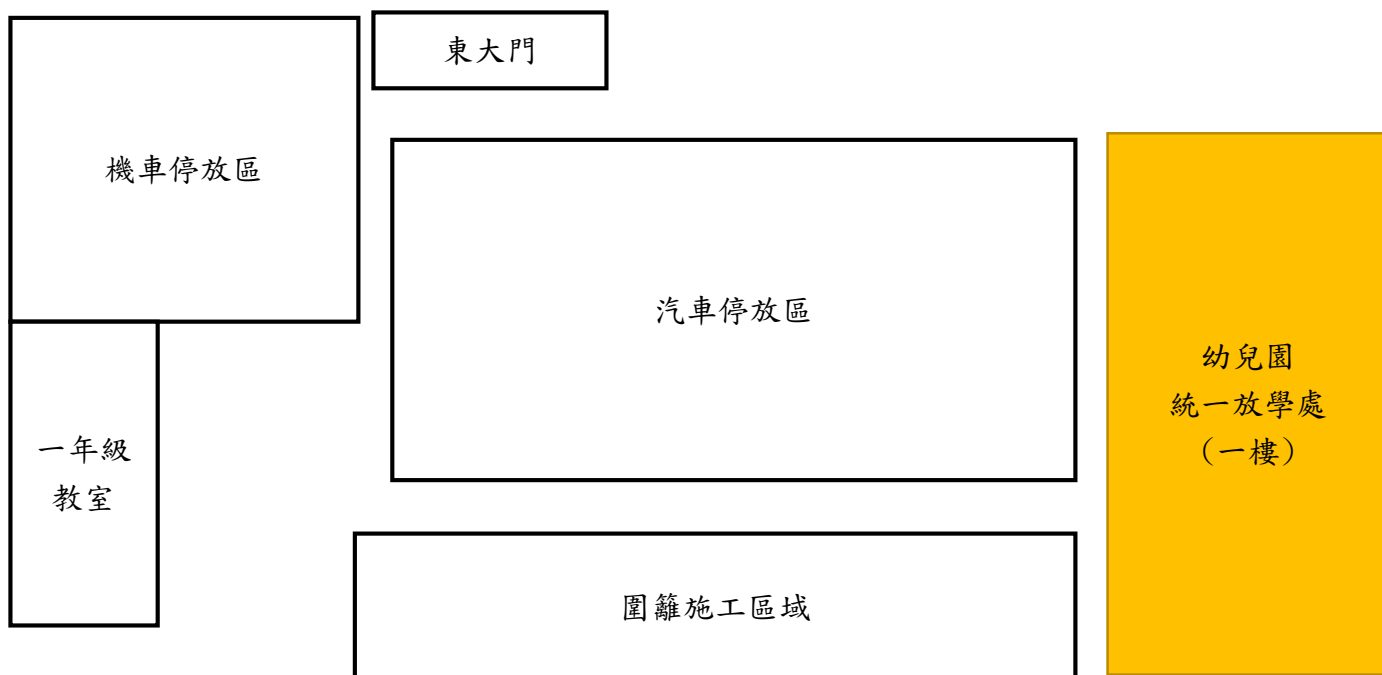 東大門
機車停放區
汽車停放區
幼兒園
統一放學處
（一樓）
一年級
教室
圍籬施工區域